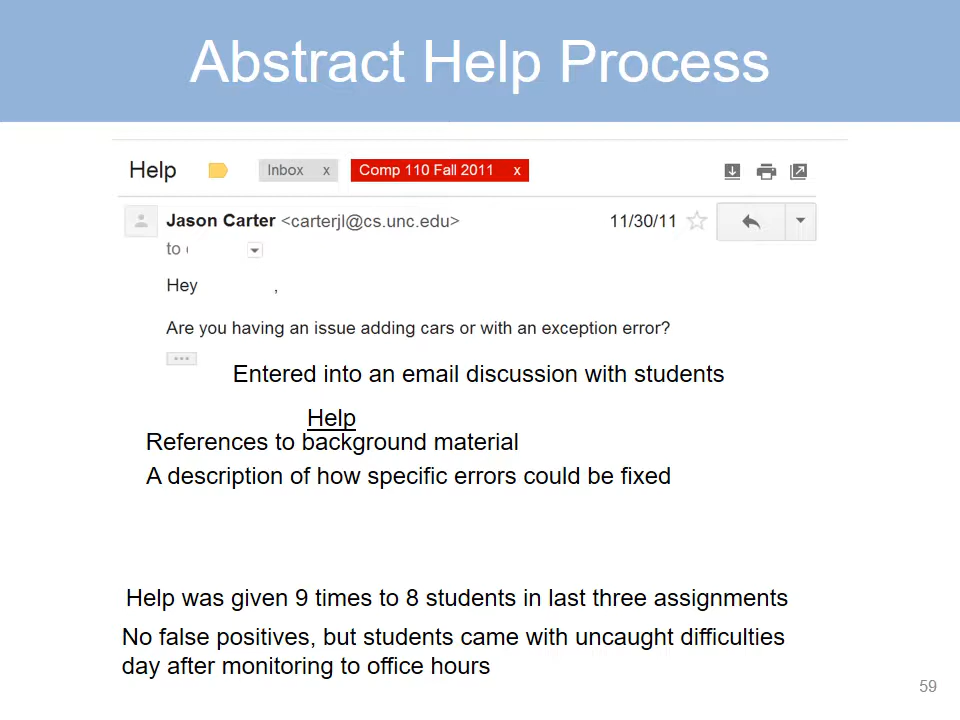 Abstract Help Process
Help Inbox x Comp 110 Fall 2011 x
Jason Carter <carterjl@cs.unc.edu> 11/30/11
to
Hey ,
Are you having an issue adding cars or with an exception error?
Entered into an email discussion with students
Help
References to background material
A description of how specific errors could be fixed
Help was given 9 times to 8 students in last three assignments
No false positives, but students came with uncaught difficulties
day after monitoring to office hours
59